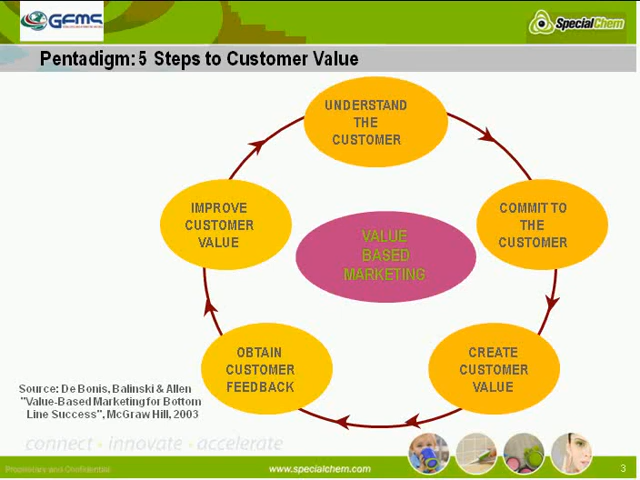 GFMS
SpecialChem
Pentadigm: 5 Steps to Customer Value
UNDERSTAND
THE
CUSTOMER
IMPROVE
CUSTOMER
VALUE
COMMIT TO
THE
CUSTOMER
VALUE
BASED
MARKETING
OBTAIN
CUSTOMER
FEEDBACK
CREATE
CUSTOMER
VALUE
Source: De Bonis, Balinski & Allen
"Value-Based Marketing for Bottom
Line Success", McGraw Hill, 2003
connect • innovate • accelerate
Proprietary and Confidential
www.specialchem.com
3